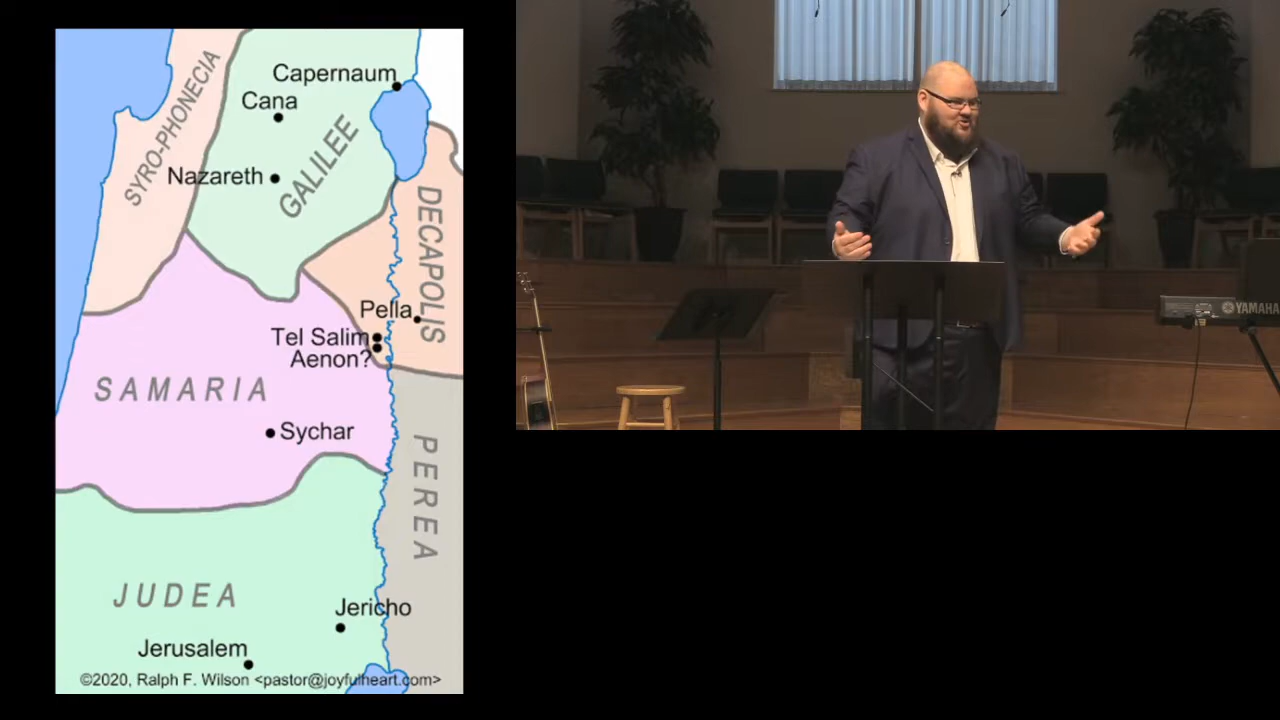 SYRO-PHONECIA
Capernaum
Cana
GALILEE
Nazareth
DECAPOLIS
Pella
Tel Salim
Aenon?
SAMARIA
Sychar
PEREA
JUDEA
Jericho
Jerusalem
©2020, Ralph F. Wilson <pastor@joyfulheart.com>
YAMAHA